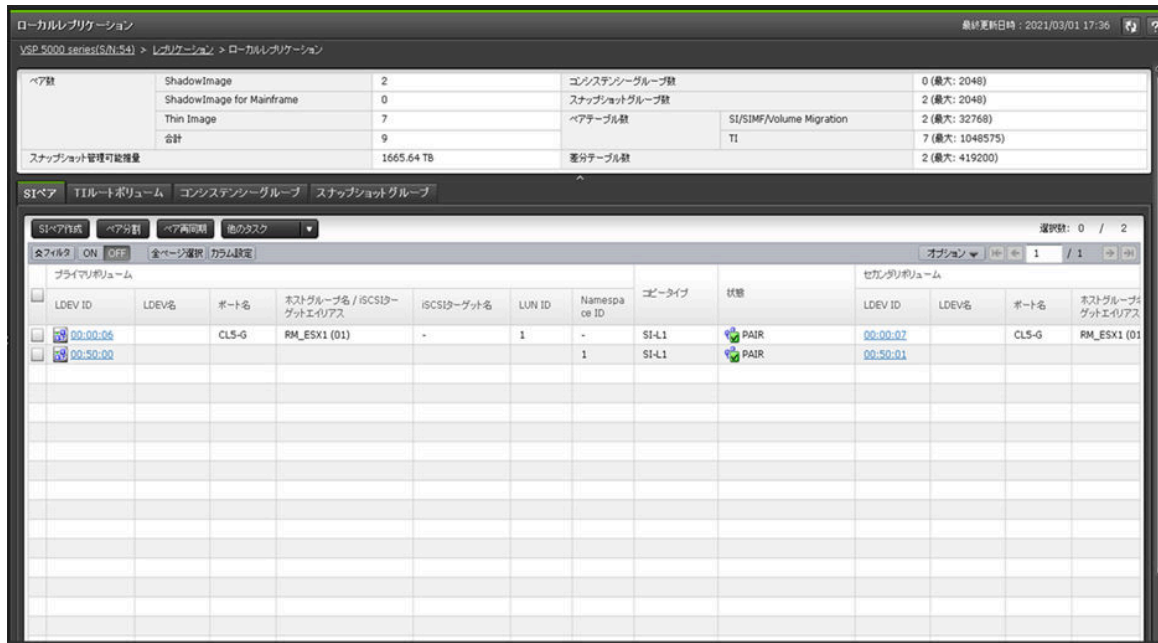 ローカルレプリケーション 最終更新日時 : 2021/03/01 17:36 ?
VSP 5000 series(S/N:54) > レプリケーション > ローカルレプリケーション
ペア数 ShadowImage 2 コンシステンシーグループ数 0 (最大: 2048)
ShadowImage for Mainframe 0 スナップショットグループ数 2 (最大: 2048)
Thin Image 7 ペアテーブル数 SI/SIMF/Volume Migration 2 (最大: 32768)
合計 9 TI 7 (最大: 1048575)
スナップショット管理可能容量 1665.64 TB 差分テーブル数 2 (最大: 419200)
SIペア TIルートボリューム コンシステンシーグループ スナップショットグループ
SIペア作成 ペア分割 ペア再同期 他のタスク 選択数: 0 / 2
フィルタ ON OFF 全ページ選択 カラム設定 オプション 1 / 1
プライマリボリューム コピータイプ 状態 セカンダリボリューム
LDEV ID LDEV名 ポート名 ホストグループ名 / iSCSIター iSCSIターゲット名 LUN ID Namespa LDEV ID LDEV名 ポート名 ホストグループ名
ゲットエイリアス ce ID ゲットエイリアス
00:00:06 CL5-G RM_ESX1 (01) - 1 - SI-L1 PAIR 00:00:07 CL5-G RM_ESX1 (01
00:50:00 1 SI-L1 PAIR 00:50:01